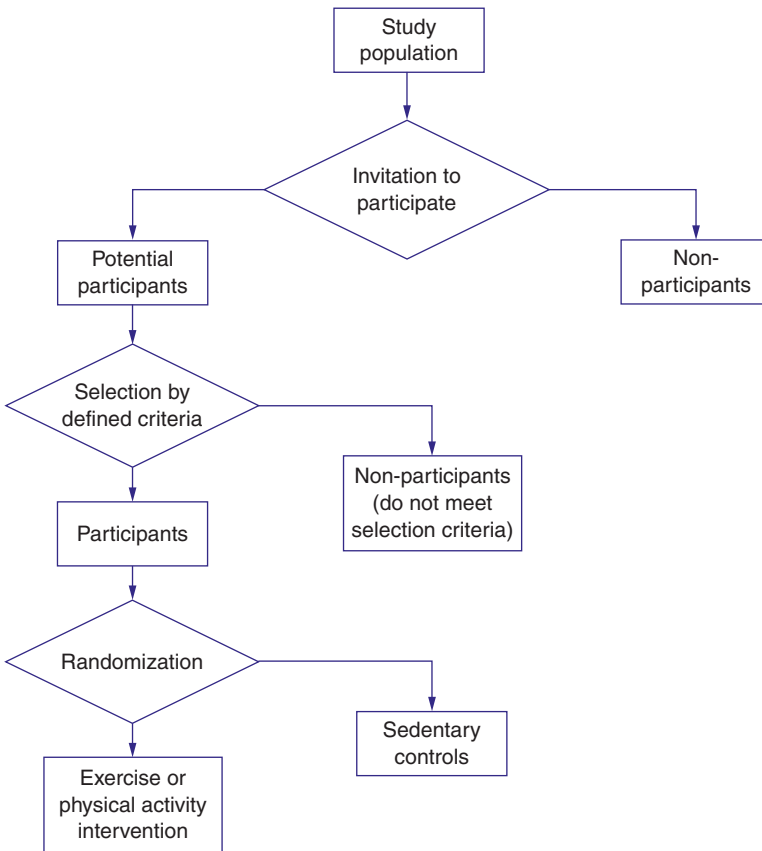 Study
population
Invitation to
participate
Potential
participants
Non-
participants
Selection by
defined criteria
Non-participants
(do not meet
selection criteria)
Participants
Randomization
Sedentary
controls
Exercise or
physical activity
intervention